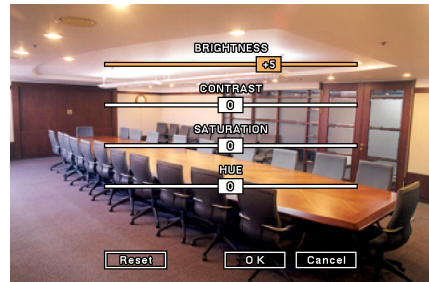 BRIGHTNESS
+5
CONTRAST
0
SATURATION
0
HUE
0
Reset OK Cancel